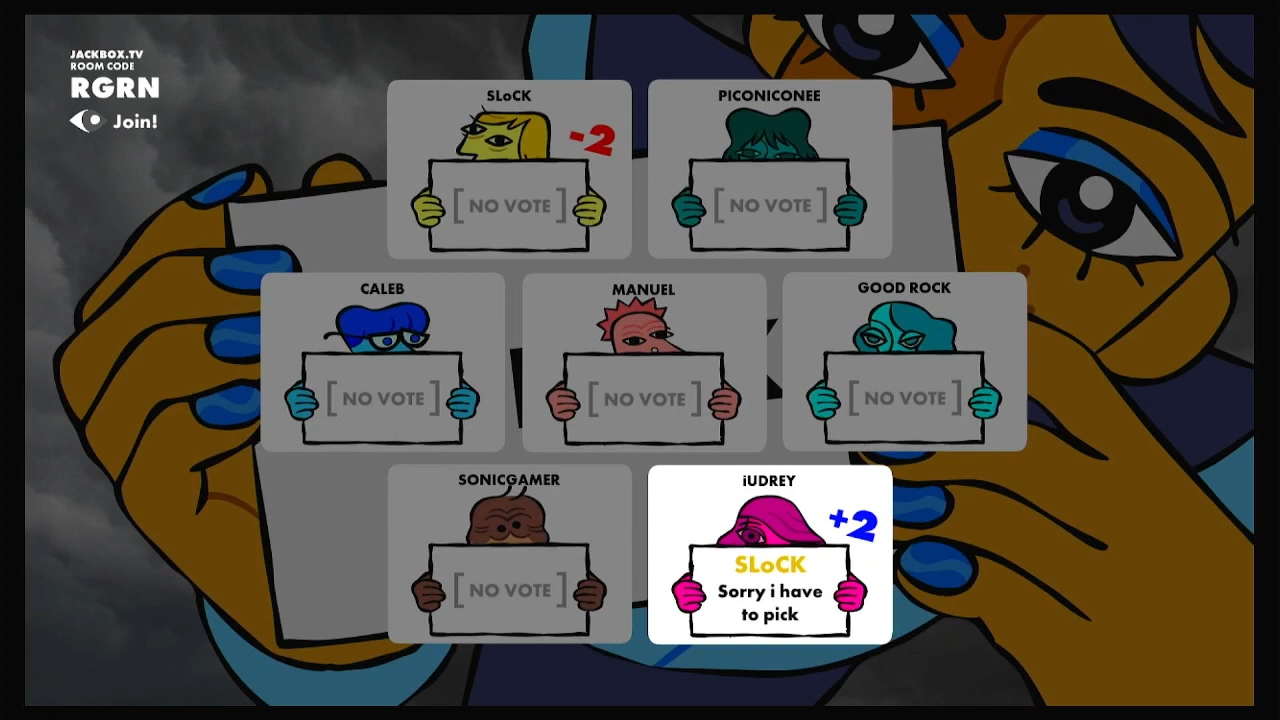 JACKBOX.TV
ROOM CODE
RGRN
Join!
SLoCK
-2
[NO VOTE]
PICONICONEE
[NO VOTE]
CALEB
[NO VOTE]
MANUEL
[NO VOTE]
GOOD ROCK
[NO VOTE]
SONICGAMER
[NO VOTE]
iUDREY
+2
SLoCK
Sorry i have
to pick